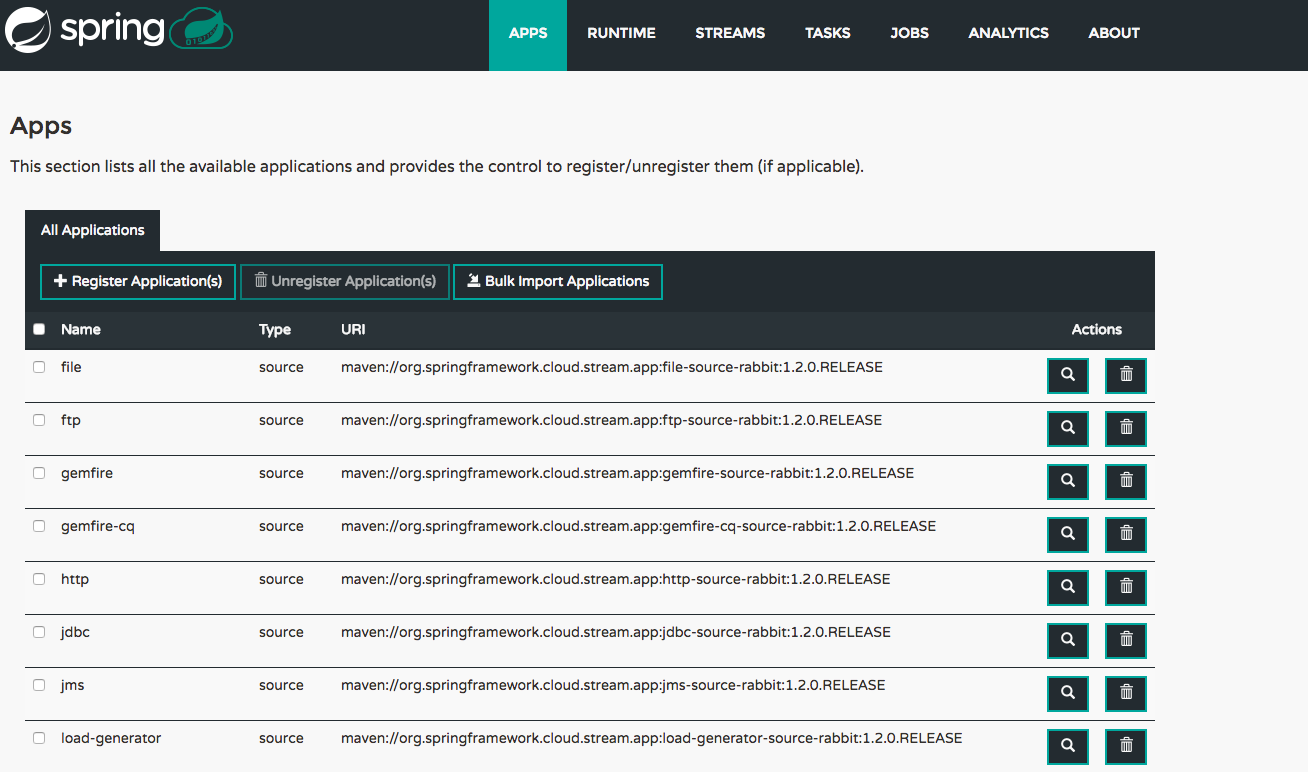 spring
APPS RUNTIME STREAMS TASKS JOBS ANALYTICS ABOUT
Apps
This section lists all the available applications and provides the control to register/unregister them (if applicable).
All Applications
Register Application(s) Unregister Application(s) Bulk Import Applications
Name Type URI Actions
file source maven://org.springframework.cloud.stream.app:file-source-rabbit:1.2.0.RELEASE
ftp source maven://org.springframework.cloud.stream.app:ftp-source-rabbit:1.2.0.RELEASE
gemfire source maven://org.springframework.cloud.stream.app:gemfire-source-rabbit:1.2.0.RELEASE
gemfire-cq source maven://org.springframework.cloud.stream.app:gemfire-cq-source-rabbit:1.2.0.RELEASE
http source maven://org.springframework.cloud.stream.app:http-source-rabbit:1.2.0.RELEASE
jdbc source maven://org.springframework.cloud.stream.app:jdbc-source-rabbit:1.2.0.RELEASE
jms source maven://org.springframework.cloud.stream.app:jms-source-rabbit:1.2.0.RELEASE
load-generator source maven://org.springframework.cloud.stream.app:load-generator-source-rabbit:1.2.0.RELEASE